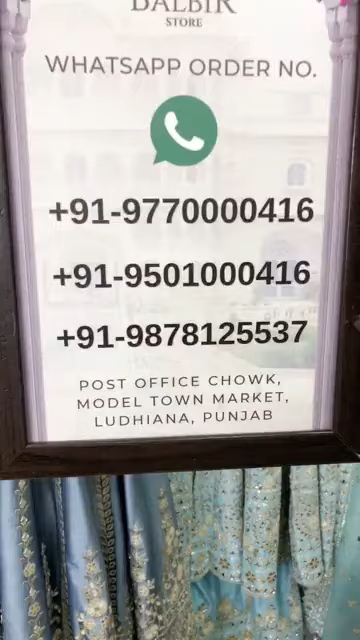 BALBIR
STORE
WHATSAPP ORDER NO.
+91-9770000416
+91-9501000416
+91-9878125537
POST OFFICE CHOWK,
MODEL TOWN MARKET,
LUDHIANA, PUNJAB